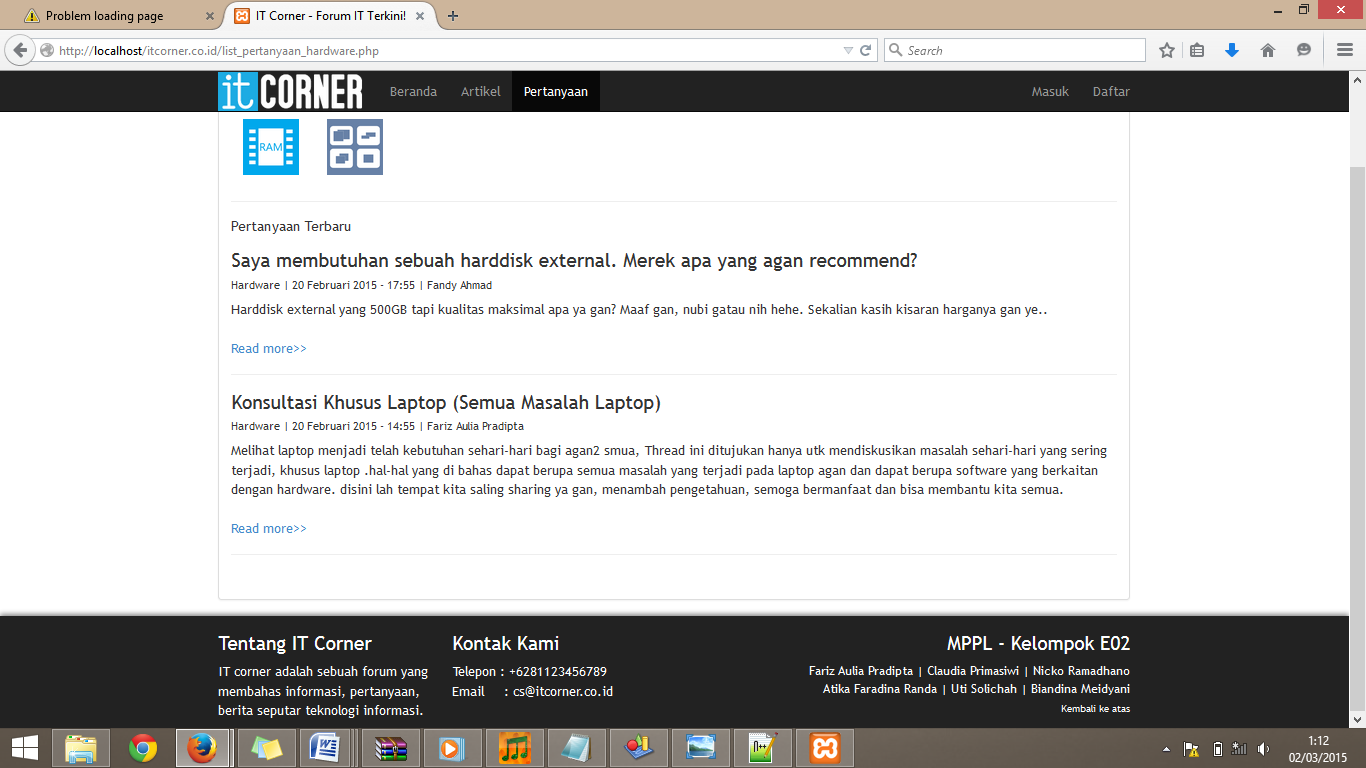 Problem loading page
IT Corner - Forum IT Terkini!
http://localhost/itcorner.co.id/list_pertanyaan_hardware.php
Search
it CORNER
Beranda
Artikel
Pertanyaan
Masuk
Daftar
RAM
Pertanyaan Terbaru
Saya membutuhan sebuah harddisk external. Merek apa yang agan recommend?
Hardware | 20 Februari 2015 - 17:55 | Fandy Ahmad
Harddisk external yang 500GB tapi kualitas maksimal apa ya gan? Maaf gan, nubi gatau nih hehe. Sekalian kasih kisaran harganya gan ye..
Read more>>
Konsultasi Khusus Laptop (Semua Masalah Laptop)
Hardware | 20 Februari 2015 - 14:55 | Fariz Aulia Pradipta
Melihat laptop menjadi telah kebutuhan sehari-hari bagi agan2 smua, Thread ini ditujukan hanya utk mendiskusikan masalah sehari-hari yang sering
terjadi, khusus laptop .hal-hal yang di bahas dapat berupa semua masalah yang terjadi pada laptop agan dan dapat berupa software yang berkaitan
dengan hardware. disini lah tempat kita saling sharing ya gan, menambah pengetahuan, semoga bermanfaat dan bisa membantu kita semua.
Read more>>
Tentang IT Corner
IT corner adalah sebuah forum yang
membahas informasi, pertanyaan,
berita seputar teknologi informasi.
Kontak Kami
Telepon : +6281123456789
Email : cs@itcorner.co.id
MPPL - Kelompok E02
Fariz Aulia Pradipta | Claudia Primasiwi | Nicko Ramadhano
Atika Faradina Randa | Uti Solichah | Biandina Meidyani
Kembali ke atas
1:12
02/03/2015